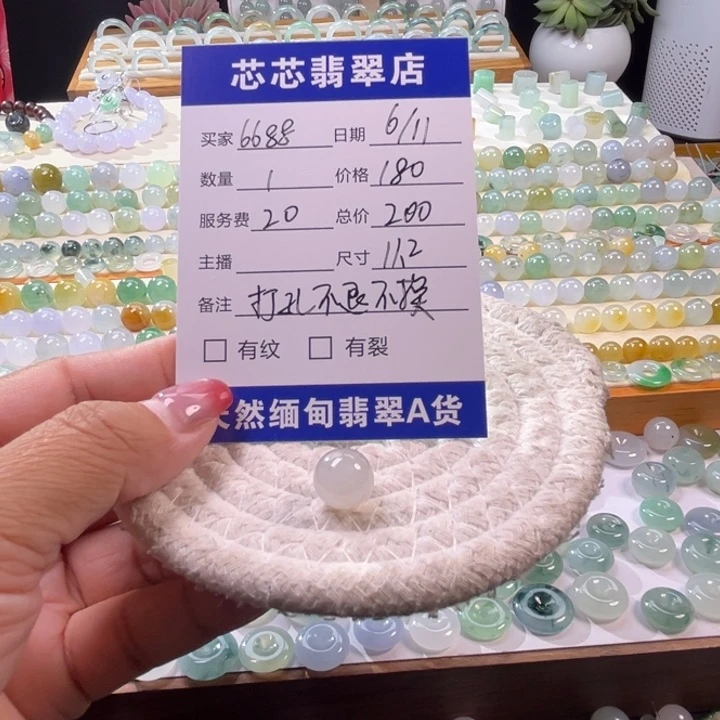 芯芯翡翠店
买家 6688 日期 6/11
数量 1 价格 180
服务费 20 总价 200
主播 尺寸 11.2
备注 打孔不退不换
有纹 有裂
天然缅甸翡翠A货